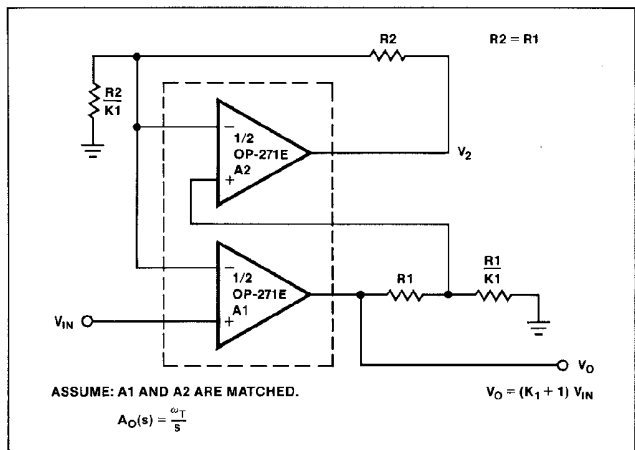 R2
R2 = R1
R2
K1
−
1/2
OP-271E
A2
+
V2
−
1/2
OP-271E
A1
+
R1
R1
K1
VIN
VO
ASSUME: A1 AND A2 ARE MATCHED.
AO(s) = ωT
s
VO = (K1 + 1) VIN